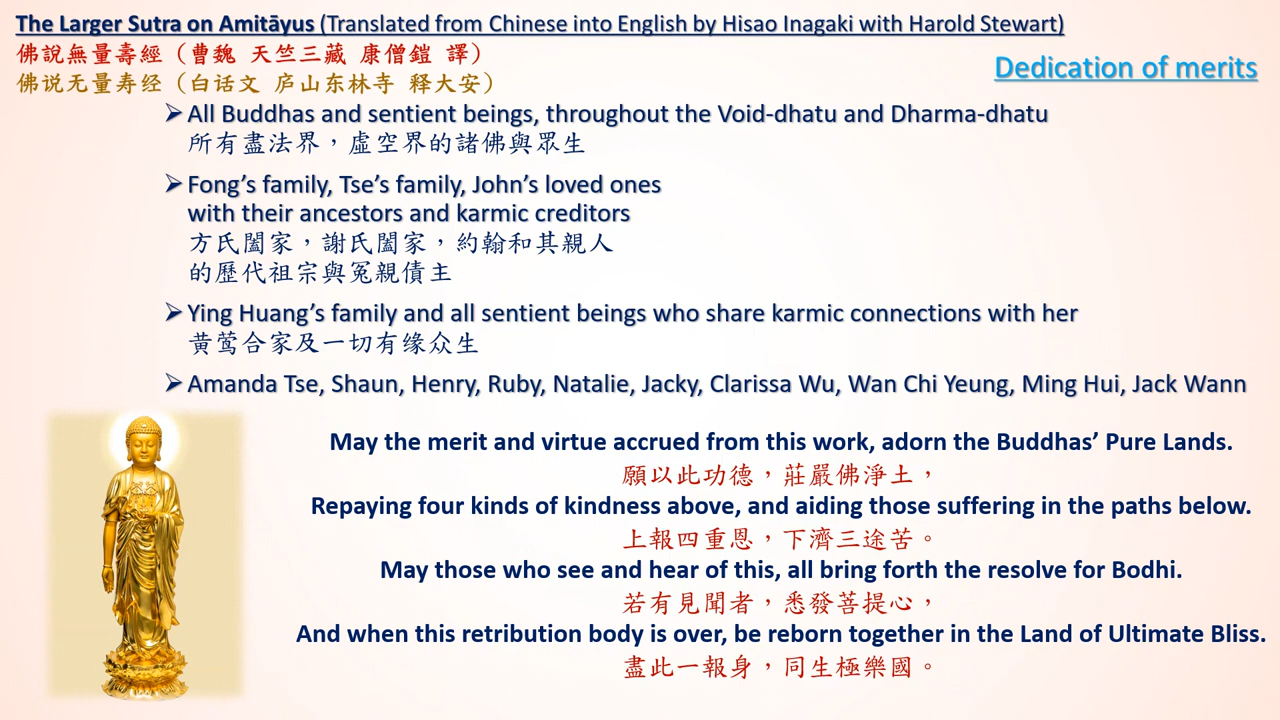 The Larger Sutra on Amitāyus (Translated from Chinese into English by Hisao Inagaki with Harold Stewart)
佛說無量壽經（曹魏 天竺三藏 康僧鎧 譯）
佛说无量寿经（白话文 庐山东林寺 释大安）
Dedication of merits
➢All Buddhas and sentient beings, throughout the Void-dhatu and Dharma-dhatu
所有盡法界，虛空界的諸佛與眾生
➢Fong’s family, Tse’s family, John’s loved ones
with their ancestors and karmic creditors
方氏闔家，謝氏闔家，約翰和其親人
的歷代祖宗與冤親債主
➢Ying Huang’s family and all sentient beings who share karmic connections with her
黄莺合家及一切有缘众生
➢Amanda Tse, Shaun, Henry, Ruby, Natalie, Jacky, Clarissa Wu, Wan Chi Yeung, Ming Hui, Jack Wann
May the merit and virtue accrued from this work, adorn the Buddhas’ Pure Lands.
願以此功德，莊嚴佛淨土，
Repaying four kinds of kindness above, and aiding those suffering in the paths below.
上報四重恩，下濟三途苦。
May those who see and hear of this, all bring forth the resolve for Bodhi.
若有見聞者，悉發菩提心，
And when this retribution body is over, be reborn together in the Land of Ultimate Bliss.
盡此一報身，同生極樂國。